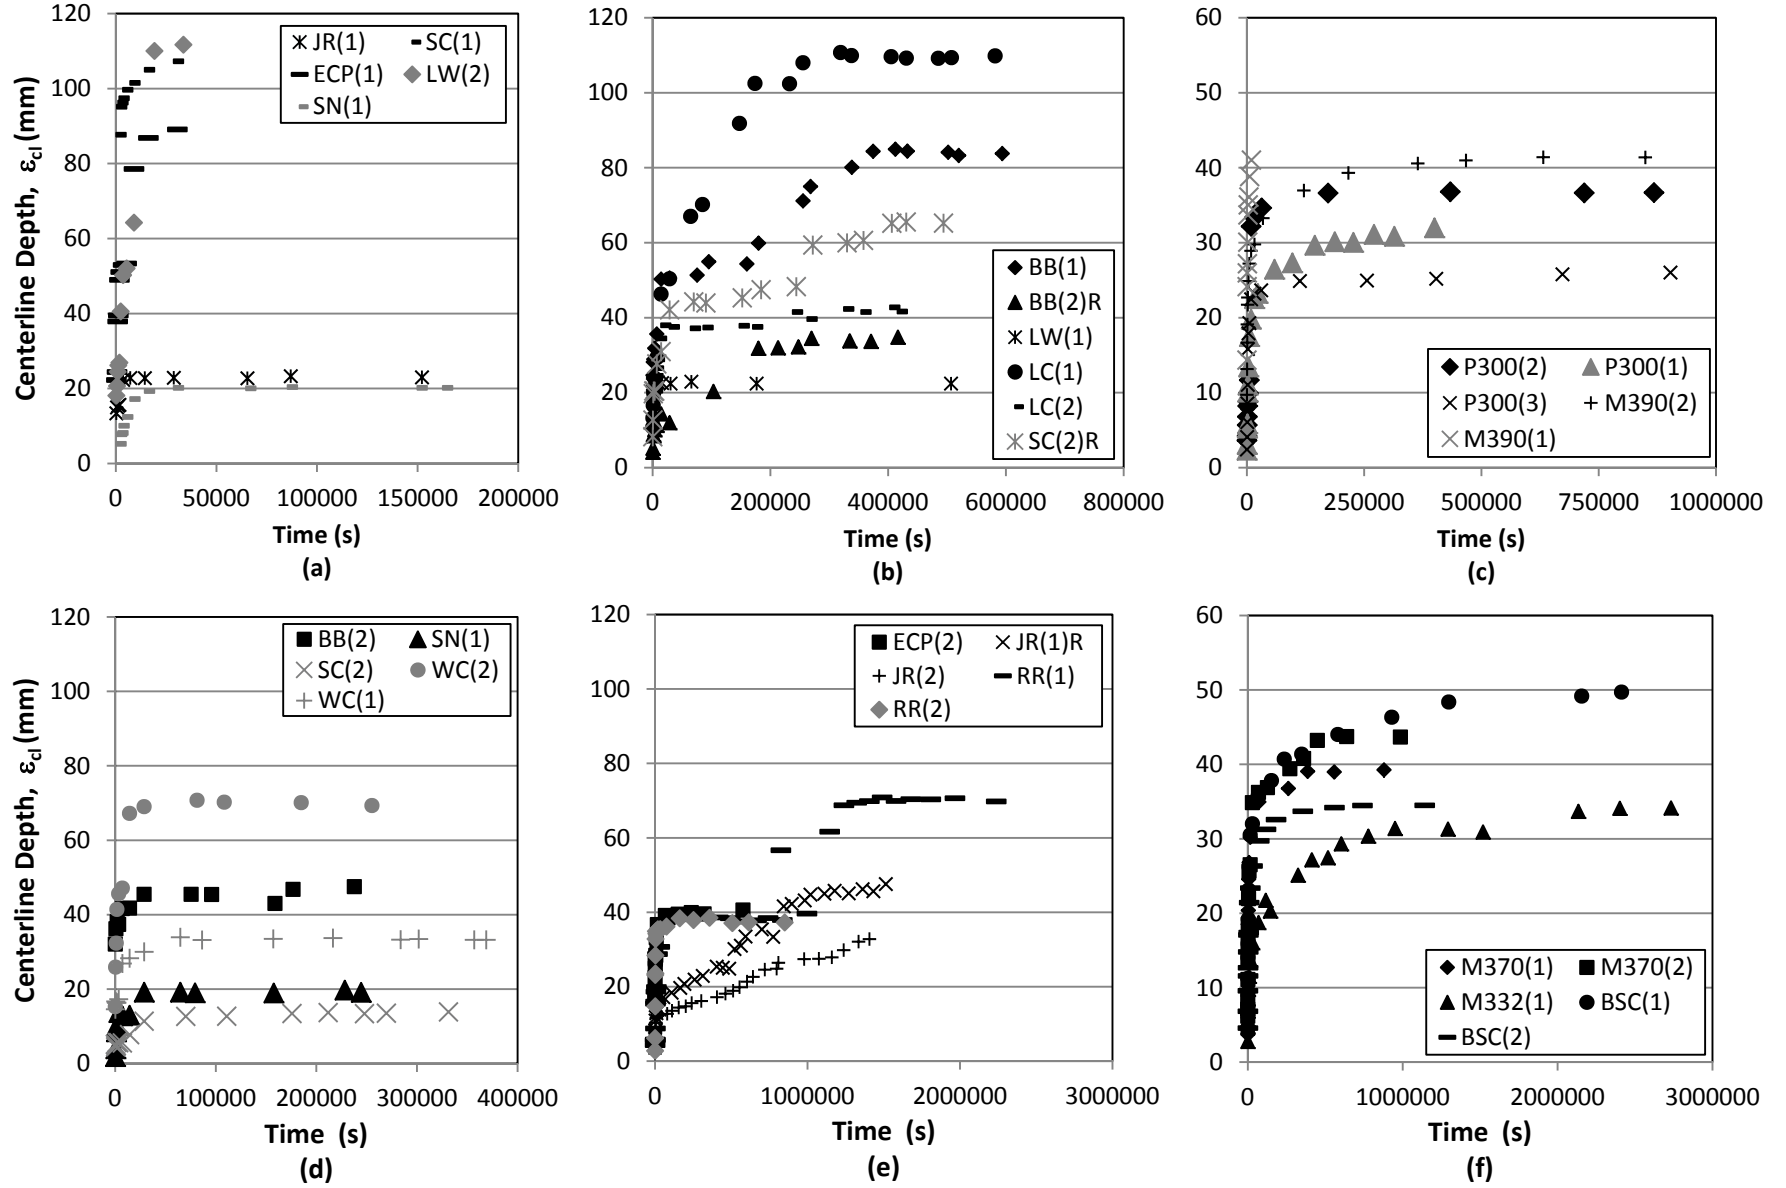 Centerline Depth, εcl (mm)
120
100
80
60
40
20
0
JR(1) SC(1)
ECP(1) LW(2)
SN(1)
0 50000 100000 150000 200000
Time (s)
(a)
120
100
80
60
40
20
0
BB(1)
BB(2)R
LW(1)
LC(1)
LC(2)
SC(2)R
0 200000 400000 600000 800000
Time (s)
(b)
60
50
40
30
20
10
0
P300(2) P300(1)
P300(3) M390(2)
M390(1)
0 250000 500000 750000 1000000
Time (s)
(c)
Centerline Depth, εcl (mm)
120
100
80
60
40
20
0
BB(2) SN(1)
SC(2) WC(2)
WC(1)
0 100000 200000 300000 400000
Time (s)
(d)
120
100
80
60
40
20
0
ECP(2) JR(1)R
JR(2) RR(1)
RR(2)
0 1000000 2000000 3000000
Time (s)
(e)
60
50
40
30
20
10
0
M370(1) M370(2)
M332(1) BSC(1)
BSC(2)
0 1000000 2000000 3000000
Time (s)
(f)